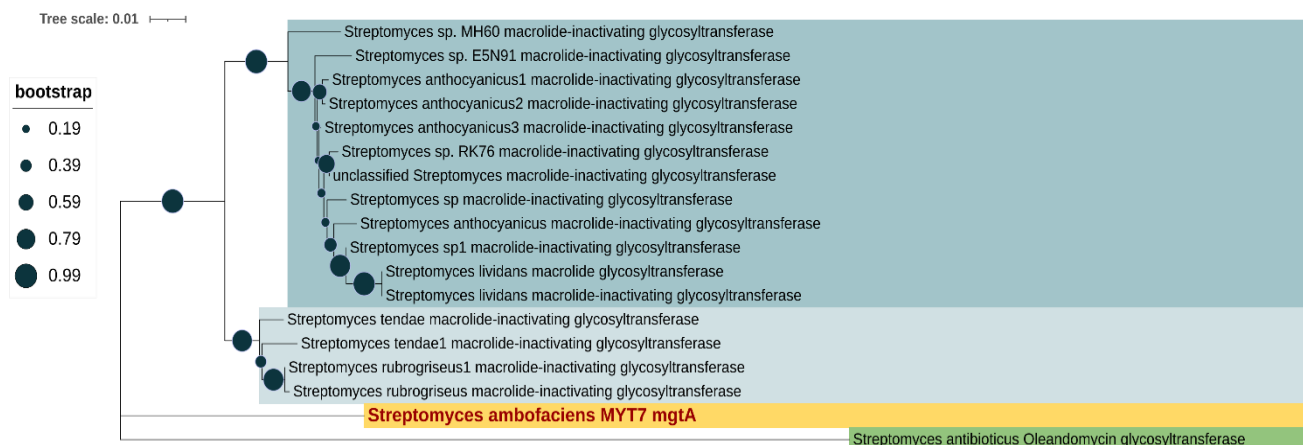 Tree scale: 0.01
bootstrap
0.19
0.39
0.59
0.79
0.99
Streptomyces sp. MH60 macrolide-inactivating glycosyltransferase
Streptomyces sp. E5N91 macrolide-inactivating glycosyltransferase
Streptomyces anthocyanicus1 macrolide-inactivating glycosyltransferase
Streptomyces anthocyanicus2 macrolide-inactivating glycosyltransferase
Streptomyces anthocyanicus3 macrolide-inactivating glycosyltransferase
Streptomyces sp. RK76 macrolide-inactivating glycosyltransferase
unclassified Streptomyces macrolide-inactivating glycosyltransferase
Streptomyces sp macrolide-inactivating glycosyltransferase
Streptomyces anthocyanicus macrolide-inactivating glycosyltransferase
Streptomyces sp1 macrolide-inactivating glycosyltransferase
Streptomyces lividans macrolide glycosyltransferase
Streptomyces lividans macrolide-inactivating glycosyltransferase
Streptomyces tendae macrolide-inactivating glycosyltransferase
Streptomyces tendae1 macrolide-inactivating glycosyltransferase
Streptomyces rubrogriseus1 macrolide-inactivating glycosyltransferase
Streptomyces rubrogriseus macrolide-inactivating glycosyltransferase
Streptomyces ambofaciens MYT7 mgtA
Streptomyces antibioticus Oleandomycin glycosyltransferase